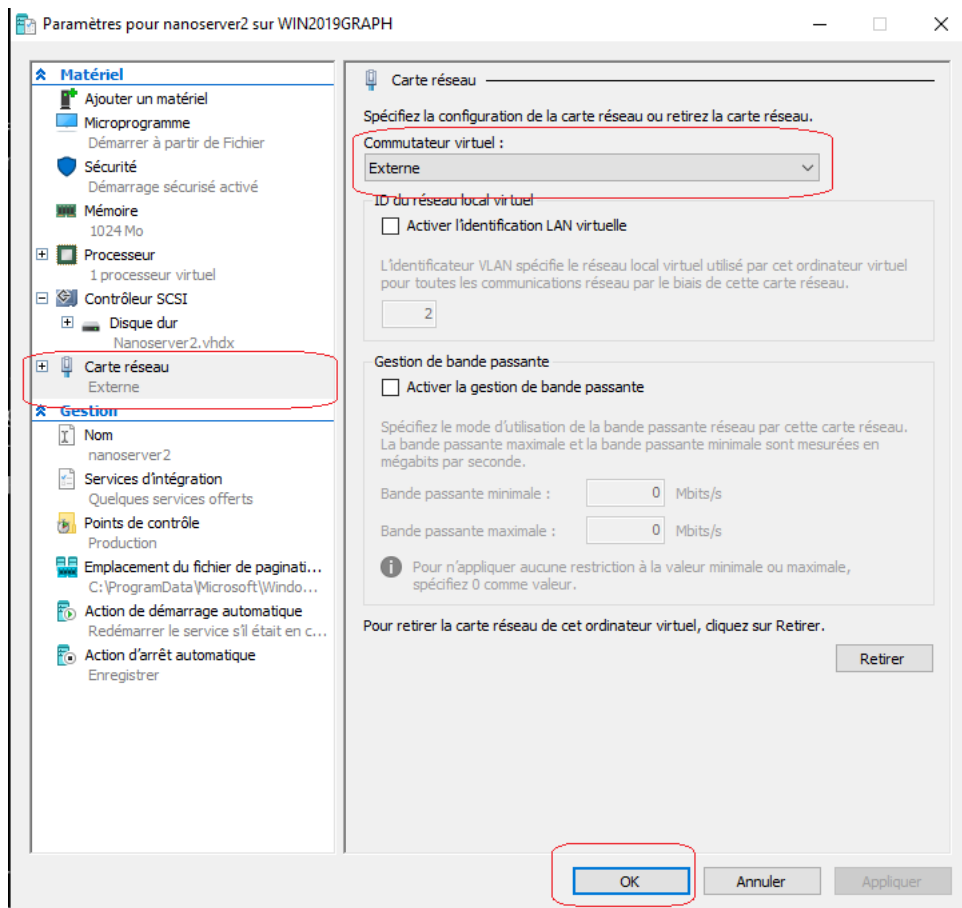 Paramètres pour nanoserver2 sur WIN2019GRAPH
Matériel
Ajouter un matériel
Microprogramme
Démarrer à partir de Fichier
Sécurité
Démarrage sécurisé activé
Mémoire
1024 Mo
Processeur
1 processeur virtuel
Contrôleur SCSI
Disque dur
Nanoserver2.vhdx
Carte réseau
Externe
Gestion
Nom
nanoserver2
Services d'intégration
Quelques services offerts
Points de contrôle
Production
Emplacement du fichier de paginati...
C:\ProgramData\Microsoft\Windo...
Action de démarrage automatique
Redémarrer le service s'il était en c...
Action d'arrêt automatique
Enregistrer
Carte réseau
Spécifiez la configuration de la carte réseau ou retirez la carte réseau.
Commutateur virtuel :
Externe
ID du réseau local virtuel
Activer l'identification LAN virtuelle
L'identificateur VLAN spécifie le réseau local virtuel utilisé par cet ordinateur virtuel
pour toutes les communications réseau par le biais de cette carte réseau.
2
Gestion de bande passante
Activer la gestion de bande passante
Spécifiez le mode d'utilisation de la bande passante réseau par cette carte réseau.
La bande passante maximale et la bande passante minimale sont mesurées en
mégabits par seconde.
Bande passante minimale : 0 Mbits/s
Bande passante maximale : 0 Mbits/s
Pour n'appliquer aucune restriction à la valeur minimale ou maximale,
spécifiez 0 comme valeur.
Pour retirer la carte réseau de cet ordinateur virtuel, cliquez sur Retirer.
Retirer
OK Annuler Appliquer